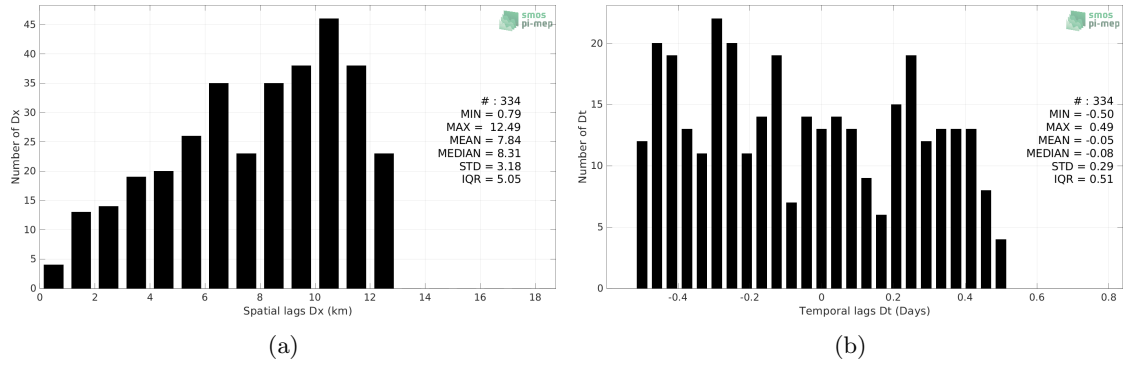 45
40
35
30
25
20
15
10
5
0
Number of Dx
smos
pi-mep
# : 334
MIN = 0.79
MAX = 12.49
MEAN = 7.84
MEDIAN = 8.31
STD = 3.18
IQR = 5.05
0 2 4 6 8 10 12 14 16 18
Spatial lags Dx (km)
(a)
20
15
10
5
0
Number of Dt
smos
pi-mep
# : 334
MIN = -0.50
MAX = 0.49
MEAN = -0.05
MEDIAN = -0.08
STD = 0.29
IQR = 0.51
-0.4 -0.2 0 0.2 0.4 0.6 0.8
Temporal lags Dt (Days)
(b)